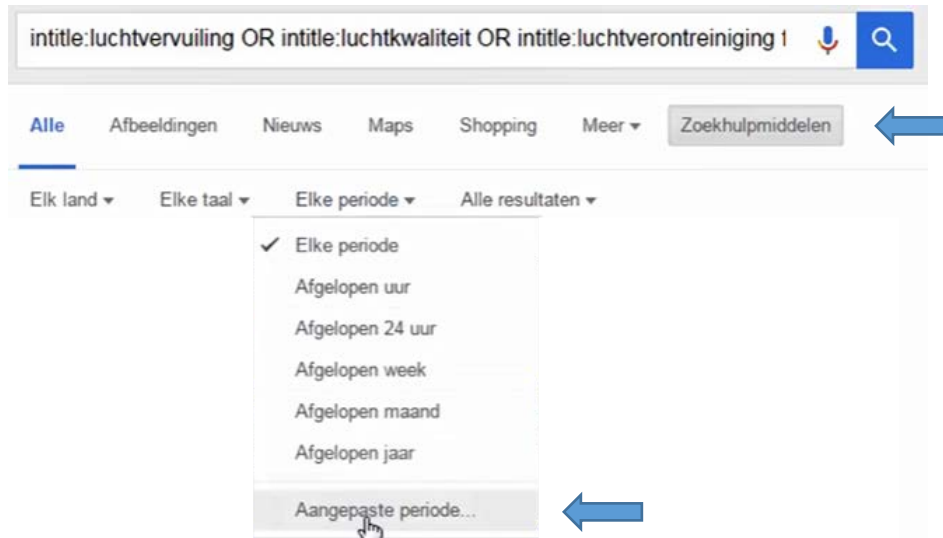 intitle:luchtvervuiling OR intitle:luchtkwaliteit OR intitle:luchtverontreiniging
Alle Afbeeldingen Nieuws Maps Shopping Meer Zoekhulpmiddelen
Elk land Elke taal Elke periode Alle resultaten
Elke periode
Afgelopen uur
Afgelopen 24 uur
Afgelopen week
Afgelopen maand
Afgelopen jaar
Aangepaste periode...